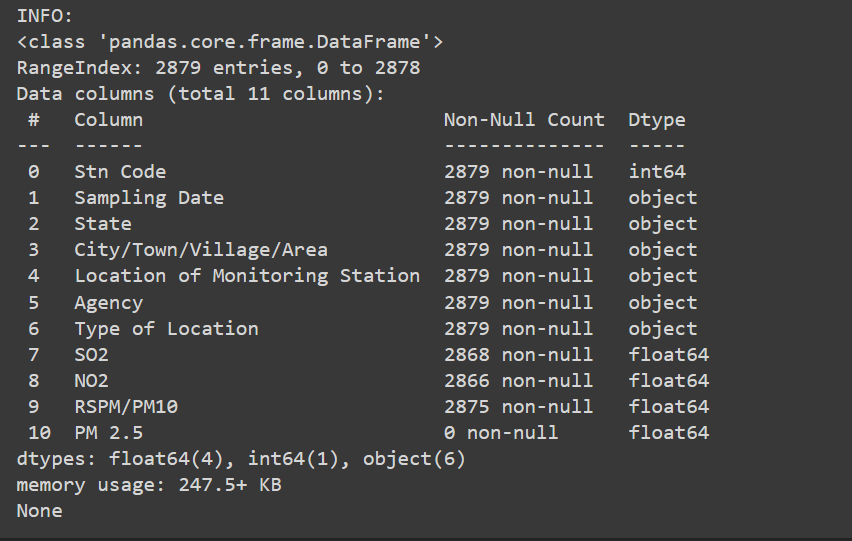 INFO:
<class 'pandas.core.frame.DataFrame'>
RangeIndex: 2879 entries, 0 to 2878
Data columns (total 11 columns):
 #   Column                          Non-Null Count  Dtype
---  ------                          --------------  -----
 0   Stn Code                        2879 non-null   int64
 1   Sampling Date                   2879 non-null   object
 2   State                           2879 non-null   object
 3   City/Town/Village/Area          2879 non-null   object
 4   Location of Monitoring Station  2879 non-null   object
 5   Agency                          2879 non-null   object
 6   Type of Location                2879 non-null   object
 7   SO2                             2868 non-null   float64
 8   NO2                             2866 non-null   float64
 9   RSPM/PM10                       2875 non-null   float64
 10  PM 2.5                          0 non-null      float64
dtypes: float64(4), int64(1), object(6)
memory usage: 247.5+ KB
None